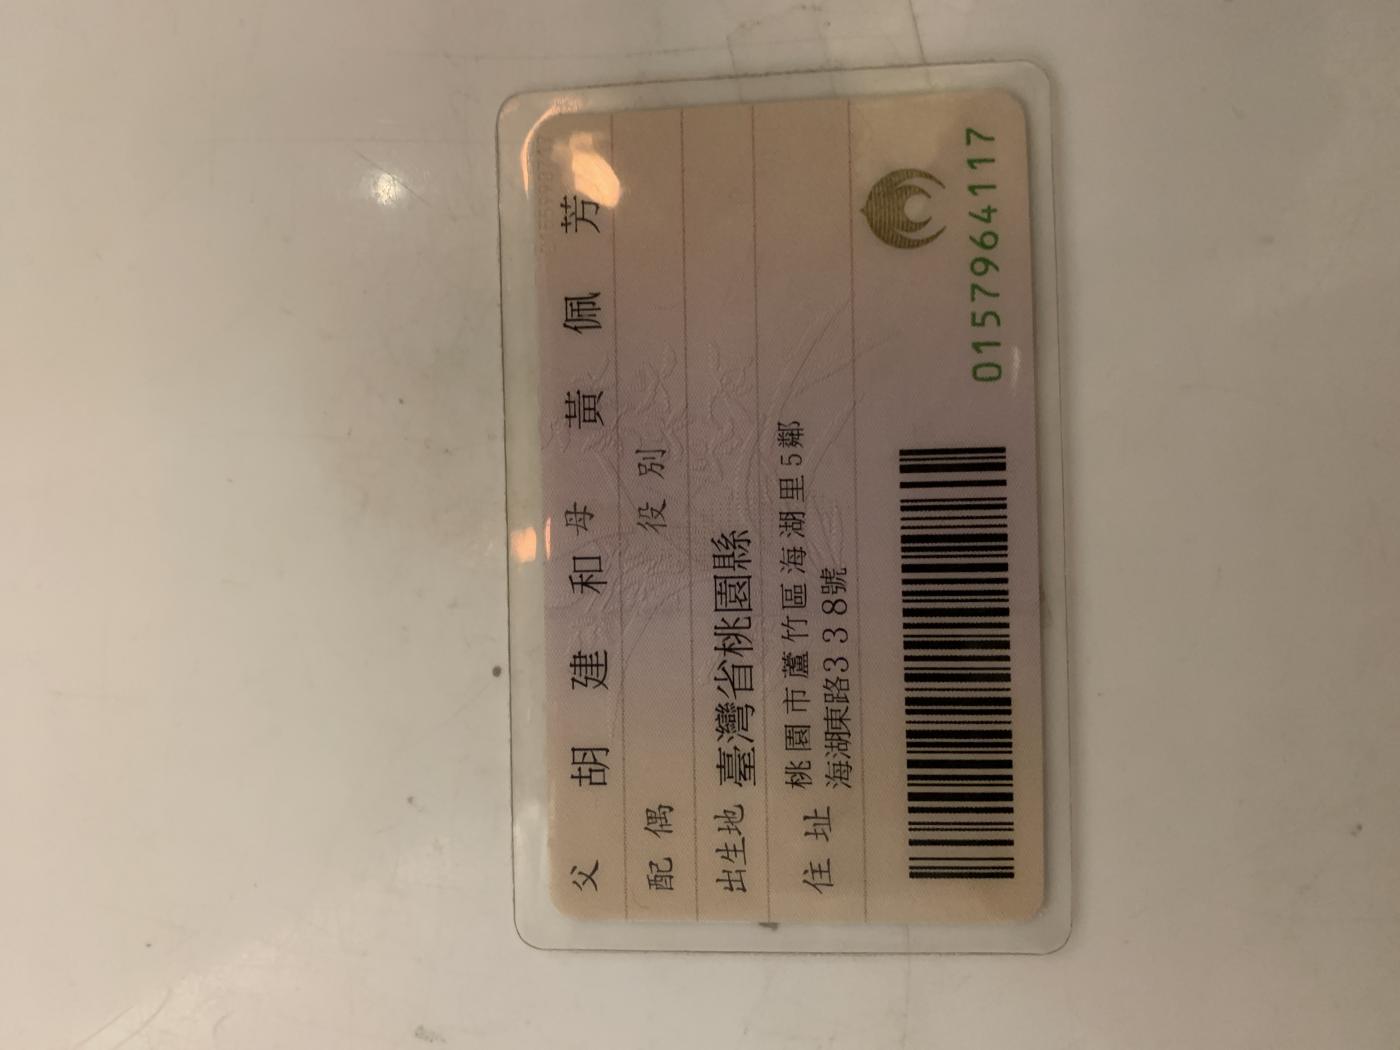 父 胡建和 母 黃佩芳
配偶 役別
出生地 臺灣省桃園縣
住址 桃園市蘆竹區海湖里5鄰
海湖東路338號
0157964117